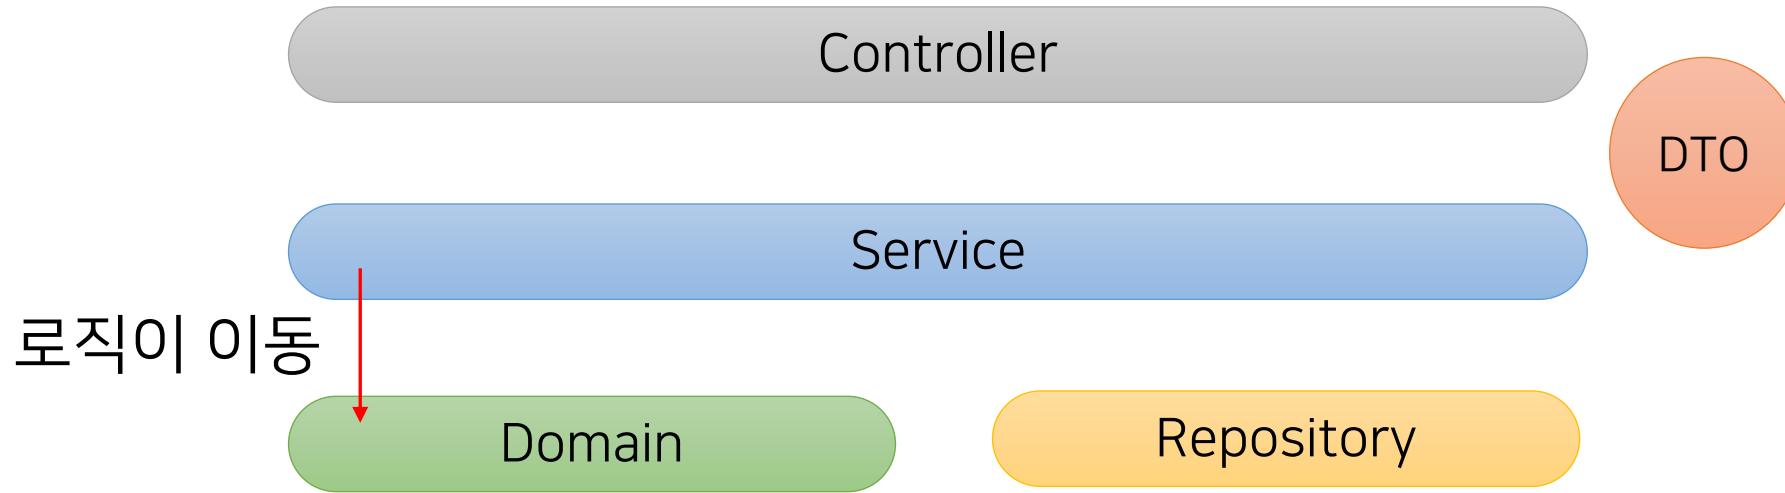 Controller
DTO
Service
로직이 이동
Domain
Repository